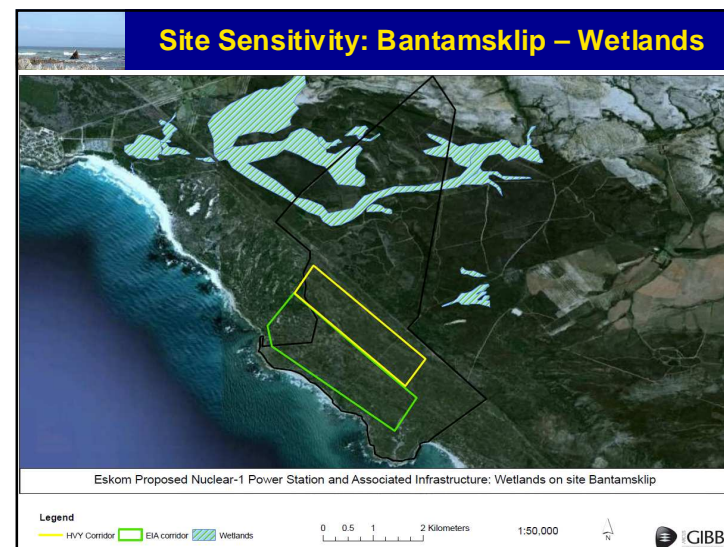 Site Sensitivity: Bantamsklip – Wetlands
Eskom Proposed Nuclear-1 Power Station and Associated Infrastructure: Wetlands on site Bantamsklip
Legend
HVY Corridor EIA corridor Wetlands
0 0.5 1 2 Kilometers
1:50,000
N
GIBB